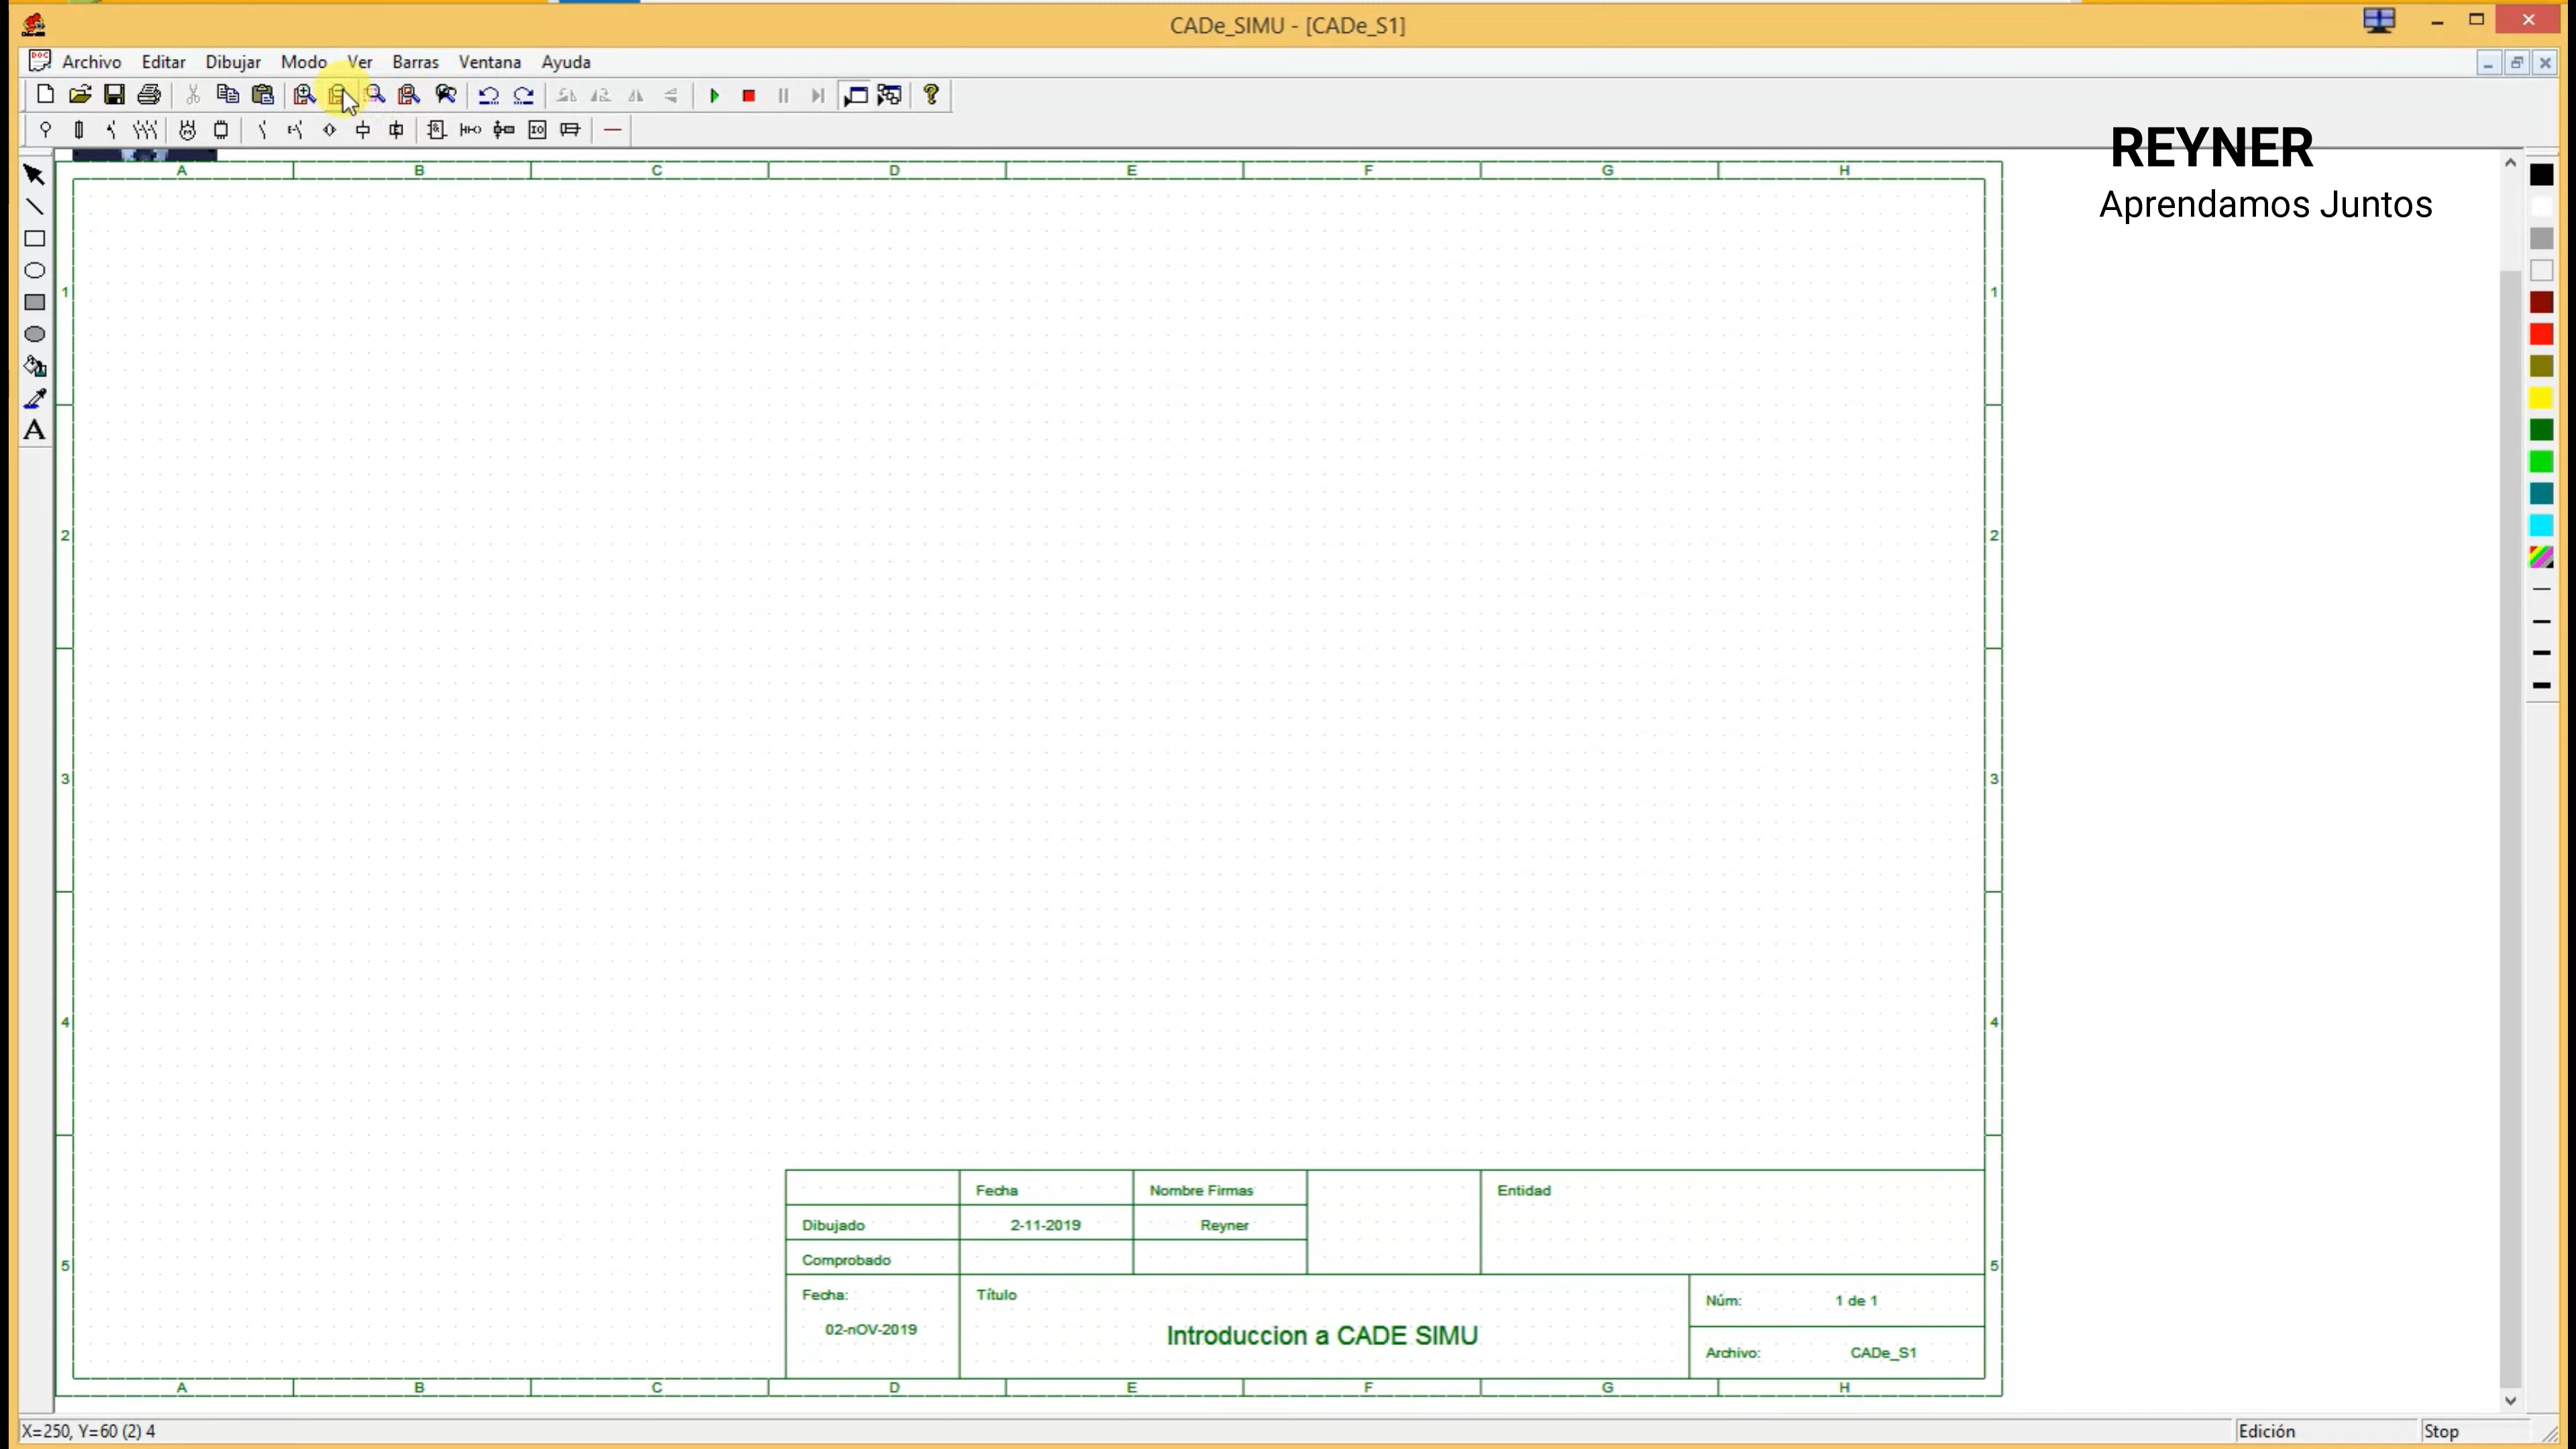 CADe_SIMU - [CADe_S1]
Archivo Editar Dibujar Modo Ver Barras Ventana Ayuda
REYNER
Aprendamos Juntos
A B C D E F G H
1 1
2 2
3 3
4 4
Fecha Nombre Firmas Entidad
Dibujado 2-11-2019 Reyner
Comprobado
5 5
Fecha: Título Núm: 1 de 1
02-nOV-2019 Introduccion a CADE SIMU
Archivo: CADe_S1
A B C D E F G H
X=250, Y=60 (2) 4 Edición Stop